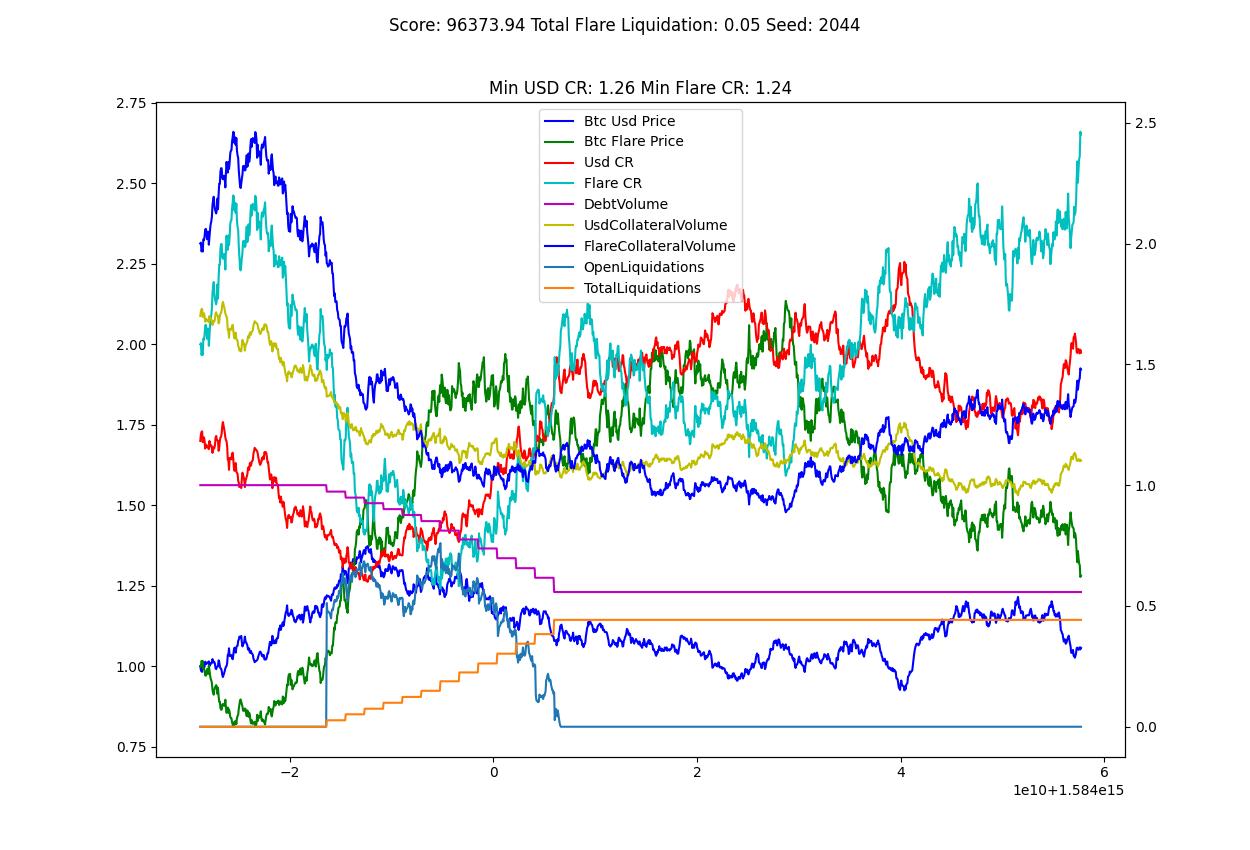 Score: 96373.94 Total Flare Liquidation: 0.05 Seed: 2044
Min USD CR: 1.26 Min Flare CR: 1.24
2.75
2.50
2.25
2.00
1.75
1.50
1.25
1.00
0.75
Btc Usd Price
Btc Flare Price
Usd CR
Flare CR
DebtVolume
UsdCollateralVolume
FlareCollateralVolume
OpenLiquidations
TotalLiquidations
2.5
2.0
1.5
1.0
0.5
0.0
−2 0 2 4 6
1e10+1.584e15